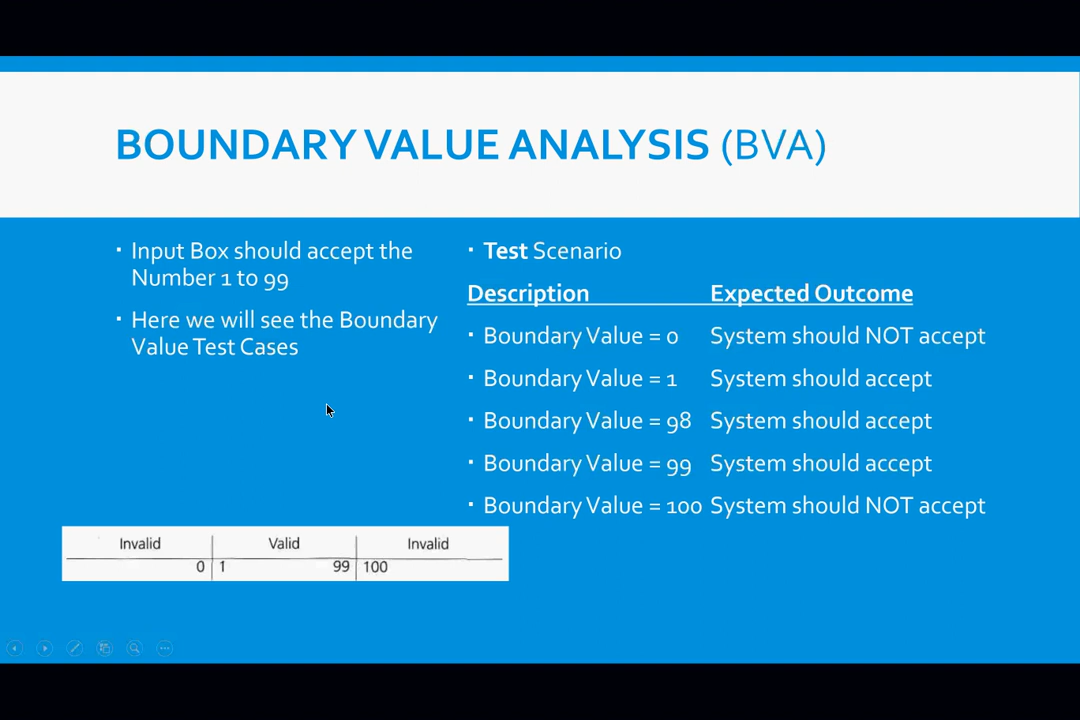 BOUNDARY VALUE ANALYSIS (BVA)
Input Box should accept the
Number 1 to 99
Here we will see the Boundary
Value Test Cases
Test Scenario
Description Expected Outcome
Boundary Value = 0 System should NOT accept
Boundary Value = 1 System should accept
Boundary Value = 98 System should accept
Boundary Value = 99 System should accept
Boundary Value = 100 System should NOT accept
Invalid Valid Invalid
0 1 99 100